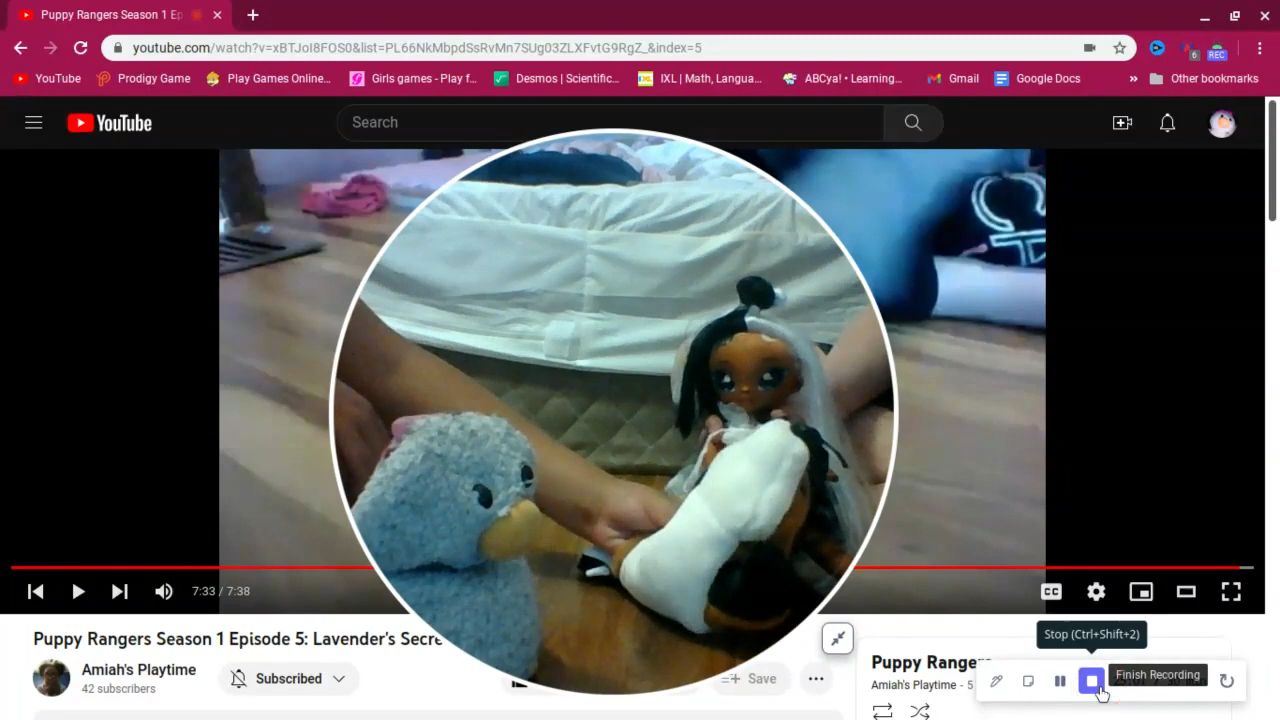 Puppy Rangers Season 1 Ep
youtube.com/watch?v=xBTJoI8FOS0&list=PL66NkMbpdSsRvMn7SUg03ZLXFvtG9RgZ_&index=5
6
REC
YouTube
Prodigy Game
Play Games Online...
Girls games - Play f...
Desmos | Scientific...
IXL | Math, Langua...
ABCya! • Learning...
Gmail
Google Docs
»
Other bookmarks
YouTube
Search
7:33 / 7:38
CC
Stop (Ctrl+Shift+2)
Puppy Rangers Season 1 Episode 5: Lavender's Secre
Amiah's Playtime
42 subscribers
Subscribed
Save
Puppy Rangers
Amiah's Playtime - 5
Finish Recording